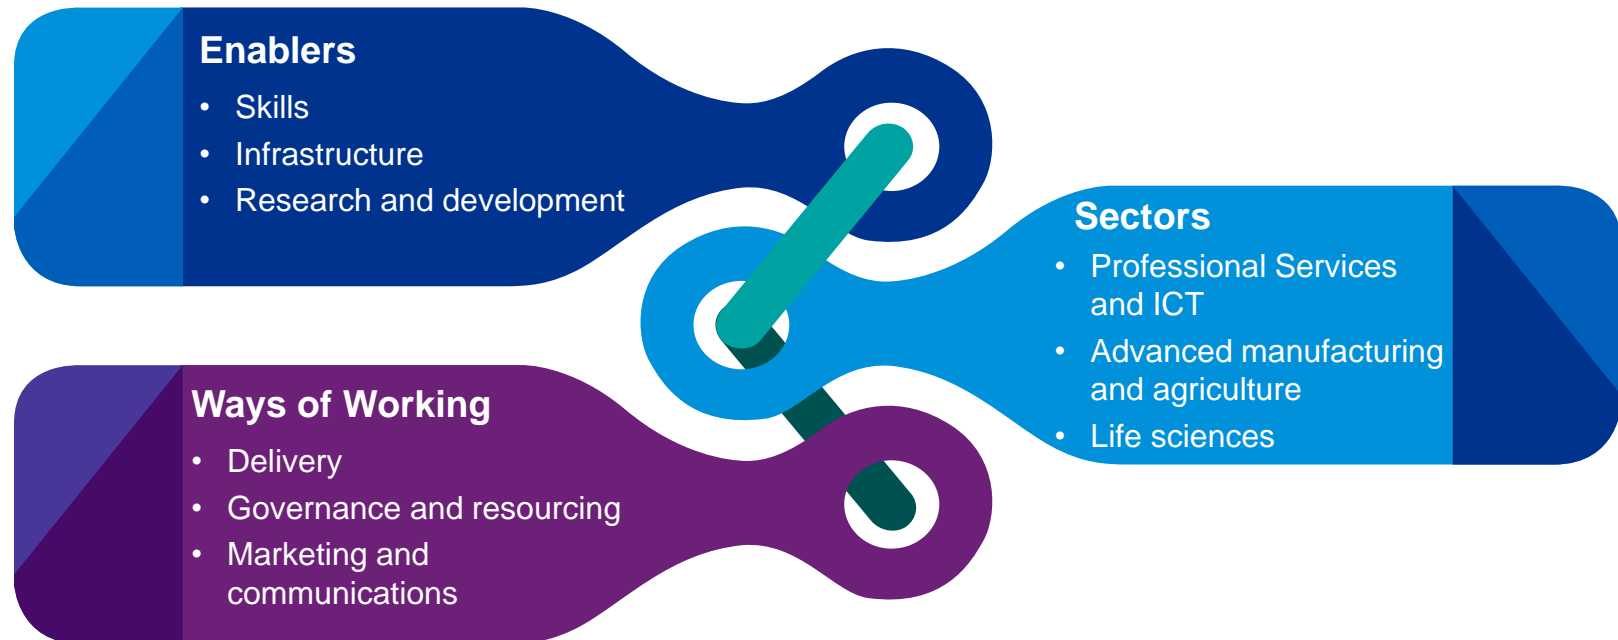 Enablers
• Skills
• Infrastructure
• Research and development
Sectors
• Professional Services
and ICT
• Advanced manufacturing
and agriculture
• Life sciences
Ways of Working
• Delivery
• Governance and resourcing
• Marketing and
communications